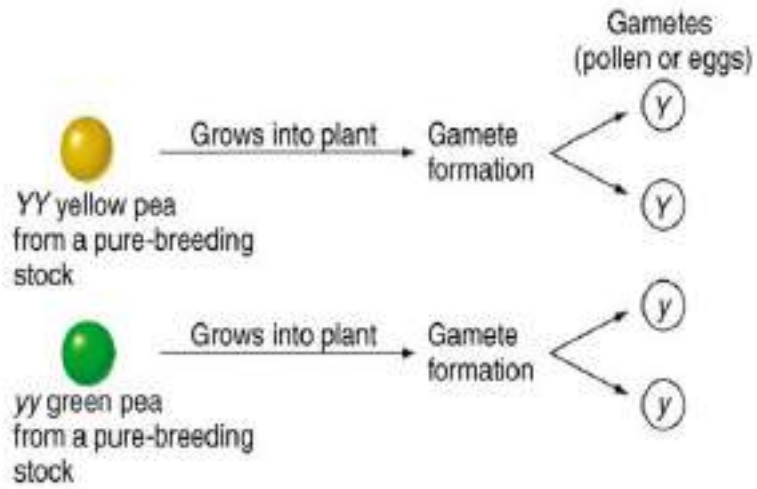 Gametes
(pollen or eggs)
Y
Grows into plant
Gamete
formation
Y
YY yellow pea
from a pure-breeding
stock
y
Grows into plant
Gamete
formation
y
yy green pea
from a pure-breeding
stock